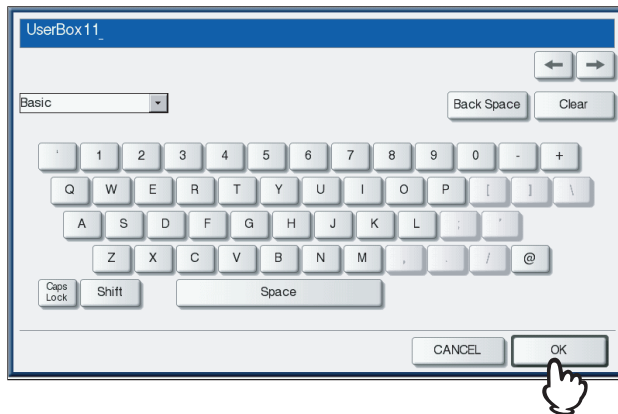 UserBox11_
← →
Basic Back Space Clear
` 1 2 3 4 5 6 7 8 9 0 - +
Q W E R T Y U I O P [ ] \
A S D F G H J K L ; '
Z X C V B N M , . / @
Caps Lock Shift Space
CANCEL OK